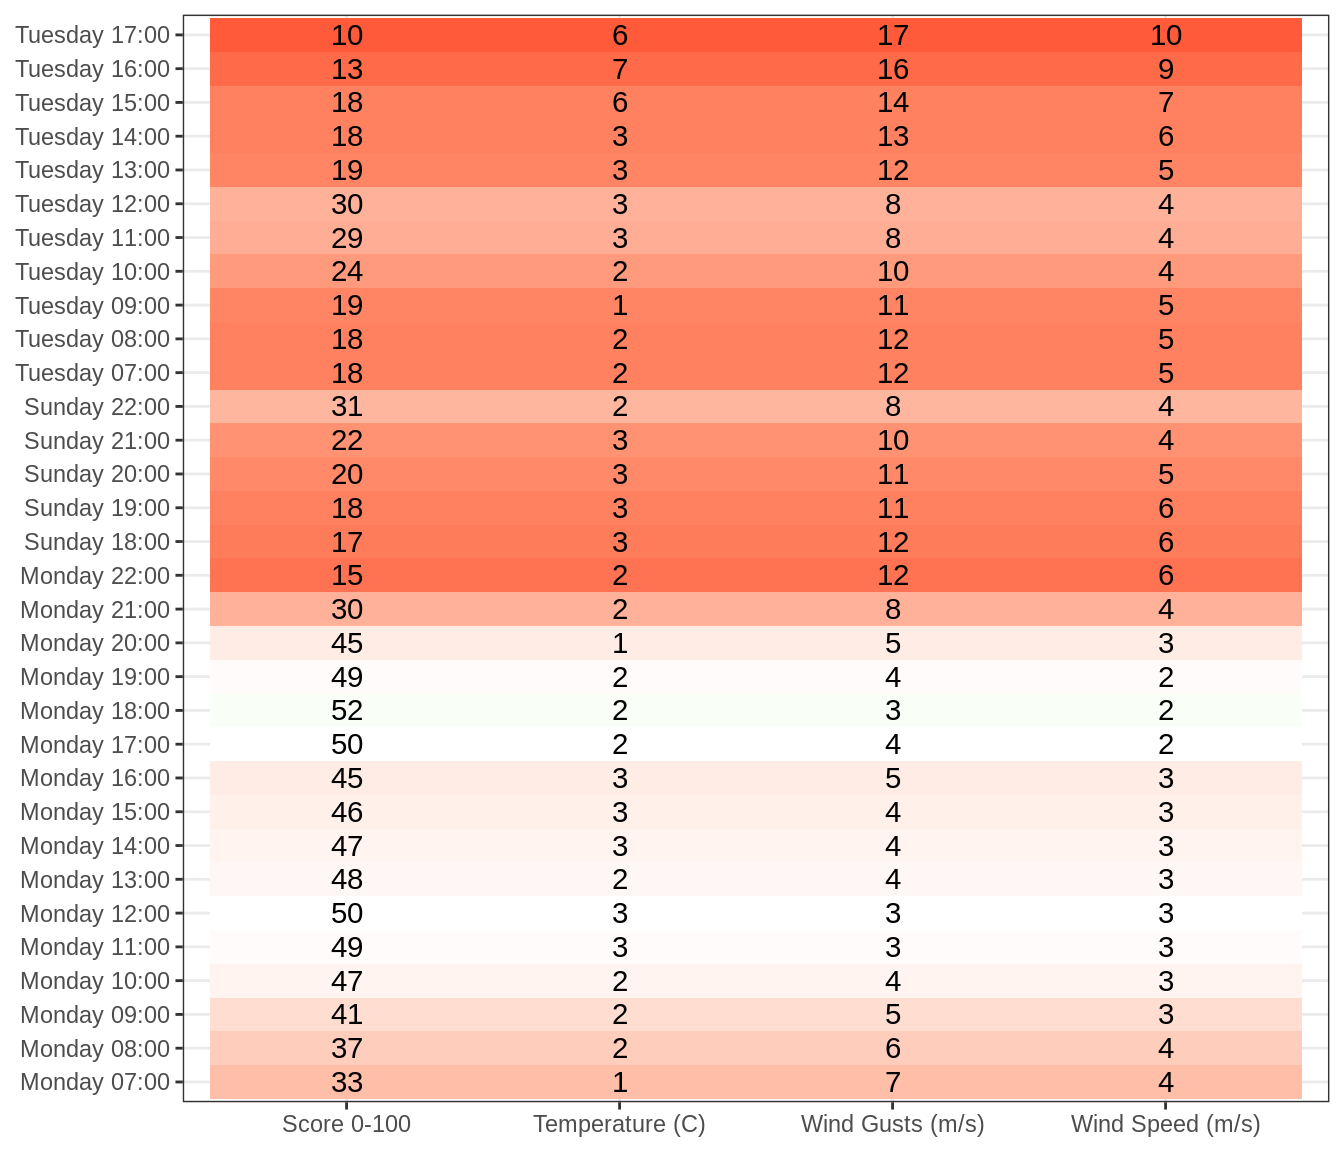 Tuesday 17:00 10 6 17 10
Tuesday 16:00 13 7 16 9
Tuesday 15:00 18 6 14 7
Tuesday 14:00 18 3 13 6
Tuesday 13:00 19 3 12 5
Tuesday 12:00 30 3 8 4
Tuesday 11:00 29 3 8 4
Tuesday 10:00 24 2 10 4
Tuesday 09:00 19 1 11 5
Tuesday 08:00 18 2 12 5
Tuesday 07:00 18 2 12 5
Sunday 22:00 31 2 8 4
Sunday 21:00 22 3 10 4
Sunday 20:00 20 3 11 5
Sunday 19:00 18 3 11 6
Sunday 18:00 17 3 12 6
Monday 22:00 15 2 12 6
Monday 21:00 30 2 8 4
Monday 20:00 45 1 5 3
Monday 19:00 49 2 4 2
Monday 18:00 52 2 3 2
Monday 17:00 50 2 4 2
Monday 16:00 45 3 5 3
Monday 15:00 46 3 4 3
Monday 14:00 47 3 4 3
Monday 13:00 48 2 4 3
Monday 12:00 50 3 3 3
Monday 11:00 49 3 3 3
Monday 10:00 47 2 4 3
Monday 09:00 41 2 5 3
Monday 08:00 37 2 6 4
Monday 07:00 33 1 7 4
Score 0-100 Temperature (C) Wind Gusts (m/s) Wind Speed (m/s)